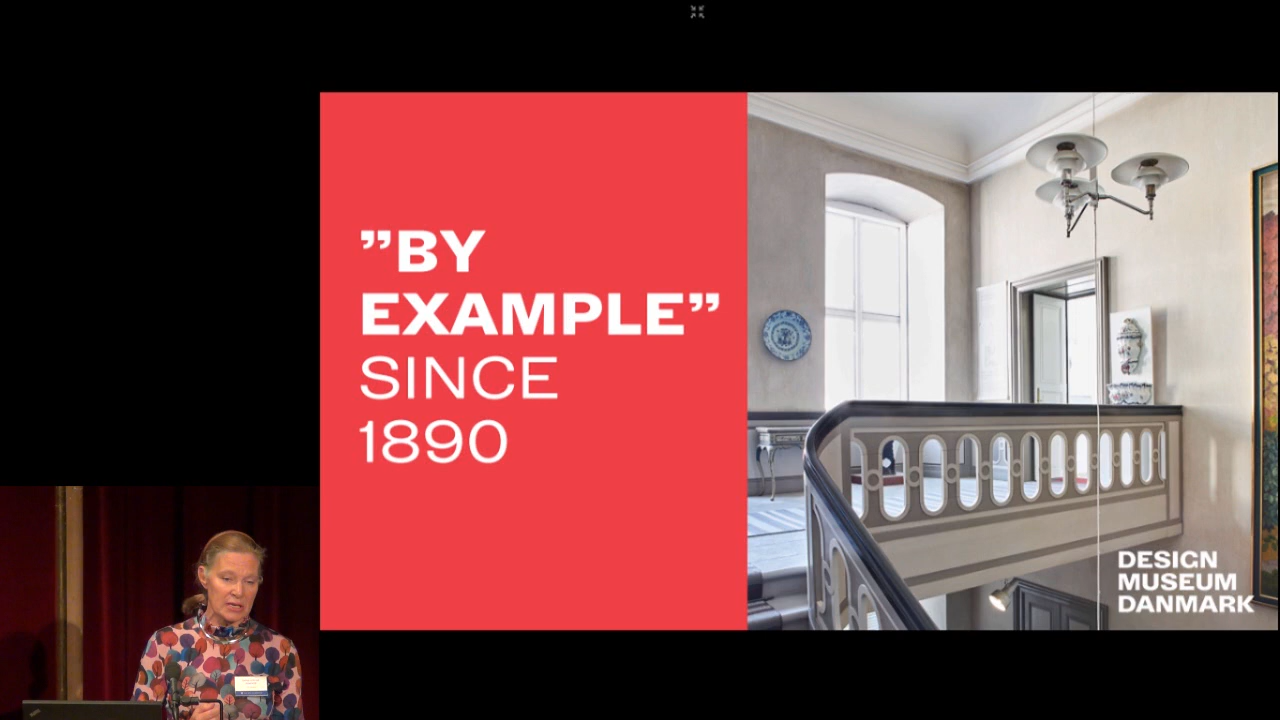 ”BY
EXAMPLE”
SINCE
1890
DESIGN
MUSEUM
DANMARK